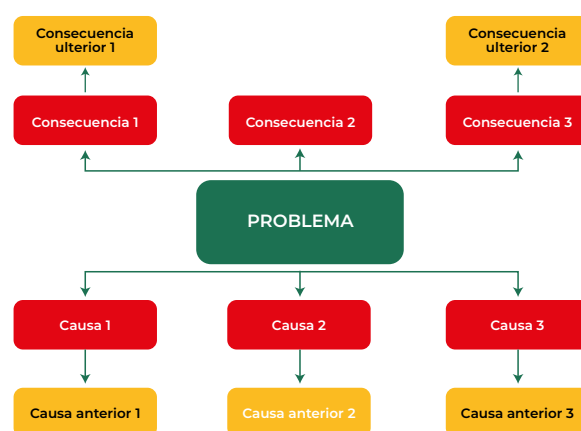 Consecuencia
ulterior 1
Consecuencia
ulterior 2
Consecuencia 1
Consecuencia 2
Consecuencia 3
PROBLEMA
Causa 1
Causa 2
Causa 3
Causa anterior 1
Causa anterior 2
Causa anterior 3